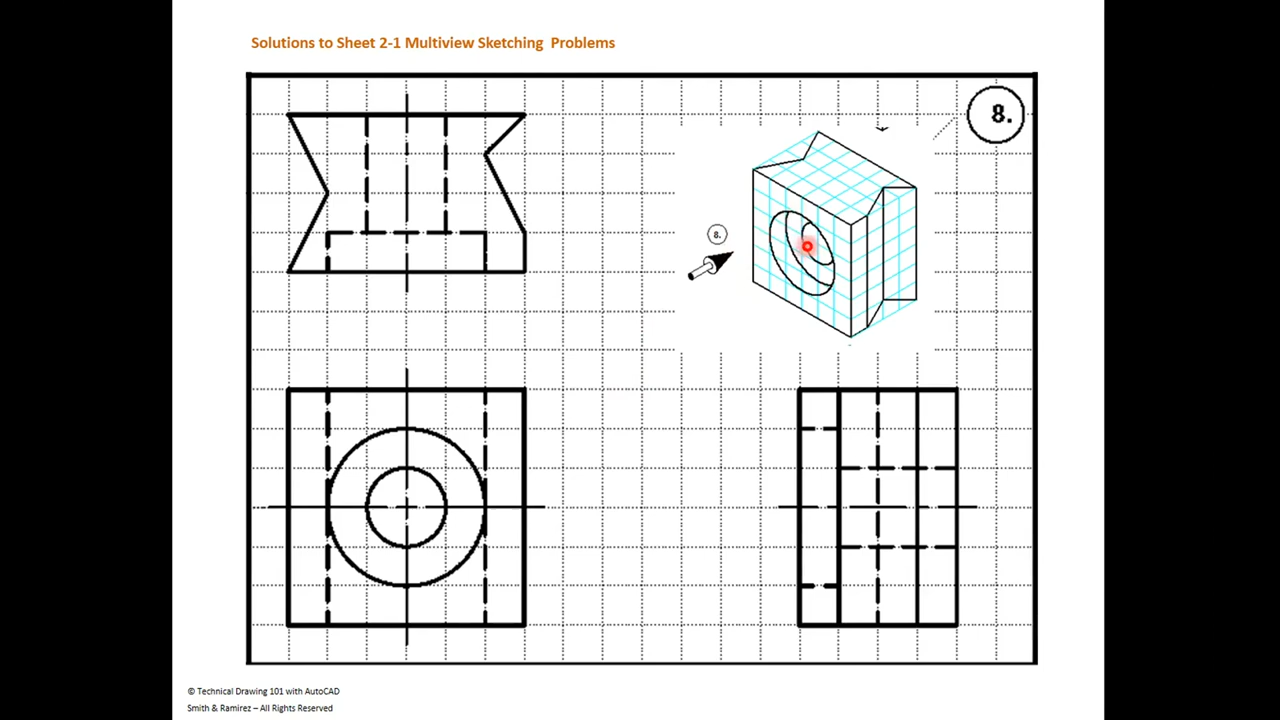 Solutions to Sheet 2-1 Multiview Sketching Problems
8.
8.
© Technical Drawing 101 with AutoCAD
Smith & Ramirez – All Rights Reserved